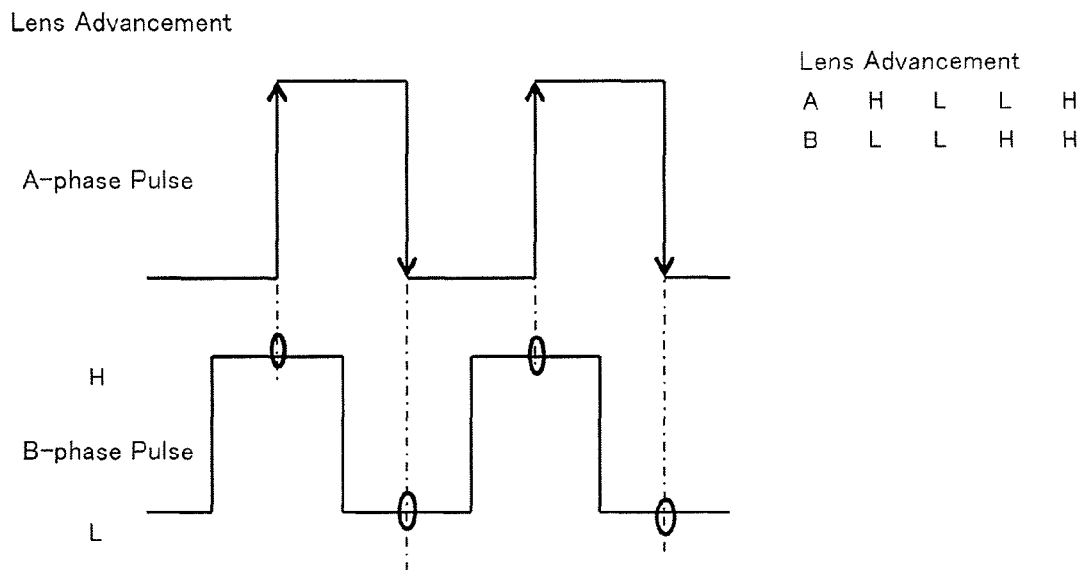 Lens Advancement
Lens Advancement
A H L L H
B L L H H
A-phase Pulse
H
B-phase Pulse
L